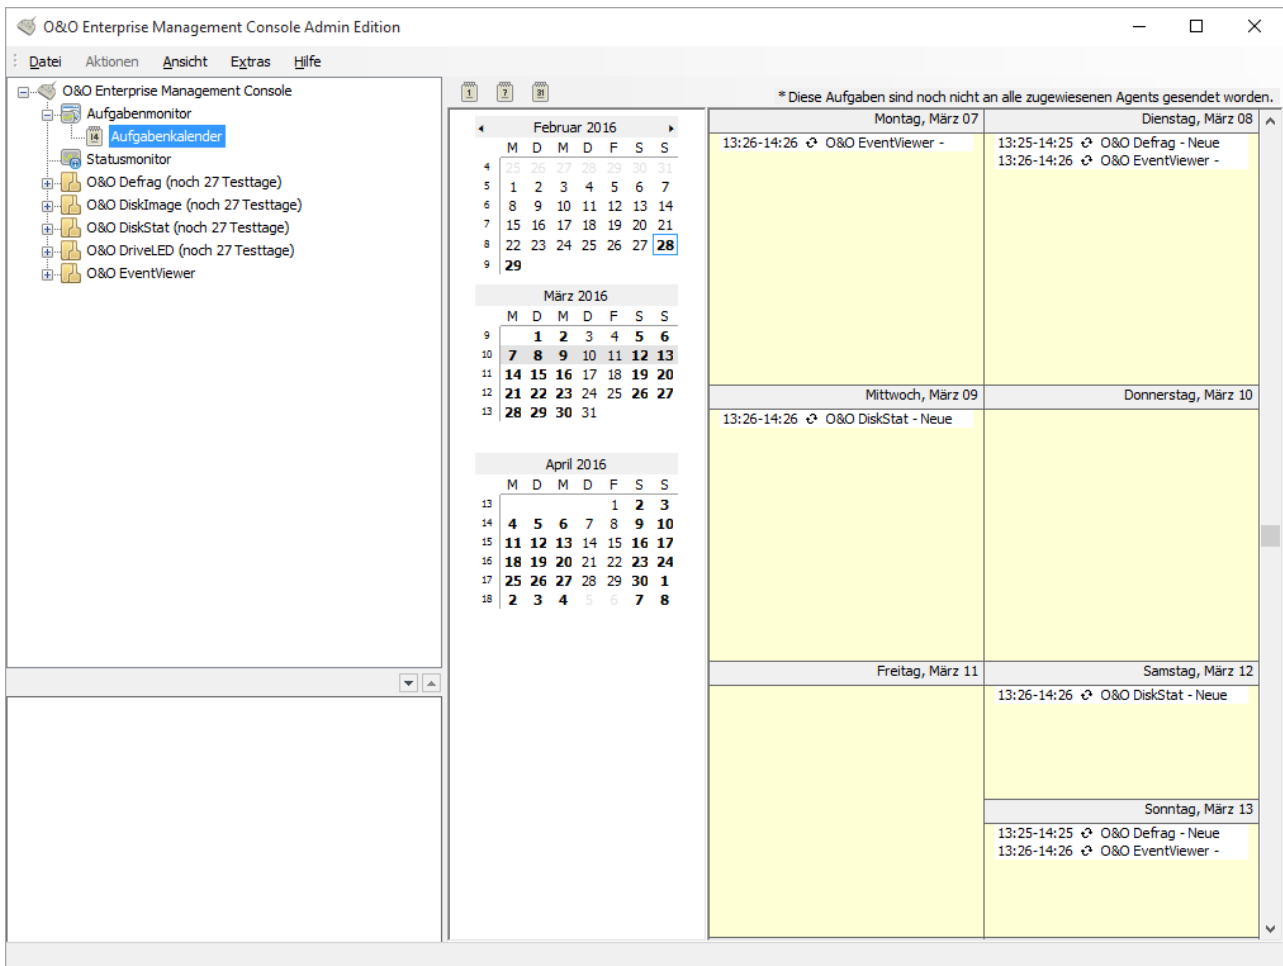 O&O Enterprise Management Console Admin Edition
Datei Aktionen Ansicht Extras Hilfe
O&O Enterprise Management Console
Aufgabenmonitor
14 Aufgabenkalender
Statusmonitor
O&O Defrag (noch 27 Testtage)
O&O DiskImage (noch 27 Testtage)
O&O DiskStat (noch 27 Testtage)
O&O DriveLED (noch 27 Testtage)
O&O EventViewer
1 7 31
Februar 2016
M D M D F S S
4 25 26 27 28 29 30 31
5 1 2 3 4 5 6 7
6 8 9 10 11 12 13 14
7 15 16 17 18 19 20 21
8 22 23 24 25 26 27 28
9 29
März 2016
M D M D F S S
9 1 2 3 4 5 6
10 7 8 9 10 11 12 13
11 14 15 16 17 18 19 20
12 21 22 23 24 25 26 27
13 28 29 30 31
April 2016
M D M D F S S
13 1 2 3
14 4 5 6 7 8 9 10
15 11 12 13 14 15 16 17
16 18 19 20 21 22 23 24
17 25 26 27 28 29 30 1
18 2 3 4 5 6 7 8
* Diese Aufgaben sind noch nicht an alle zugewiesenen Agents gesendet worden.
Montag, März 07
13:26-14:26 O&O EventViewer -
Dienstag, März 08
13:25-14:25 O&O Defrag - Neue
13:26-14:26 O&O EventViewer -
Mittwoch, März 09
13:26-14:26 O&O DiskStat - Neue
Donnerstag, März 10
Freitag, März 11
Samstag, März 12
13:26-14:26 O&O DiskStat - Neue
Sonntag, März 13
13:25-14:25 O&O Defrag - Neue
13:26-14:26 O&O EventViewer -